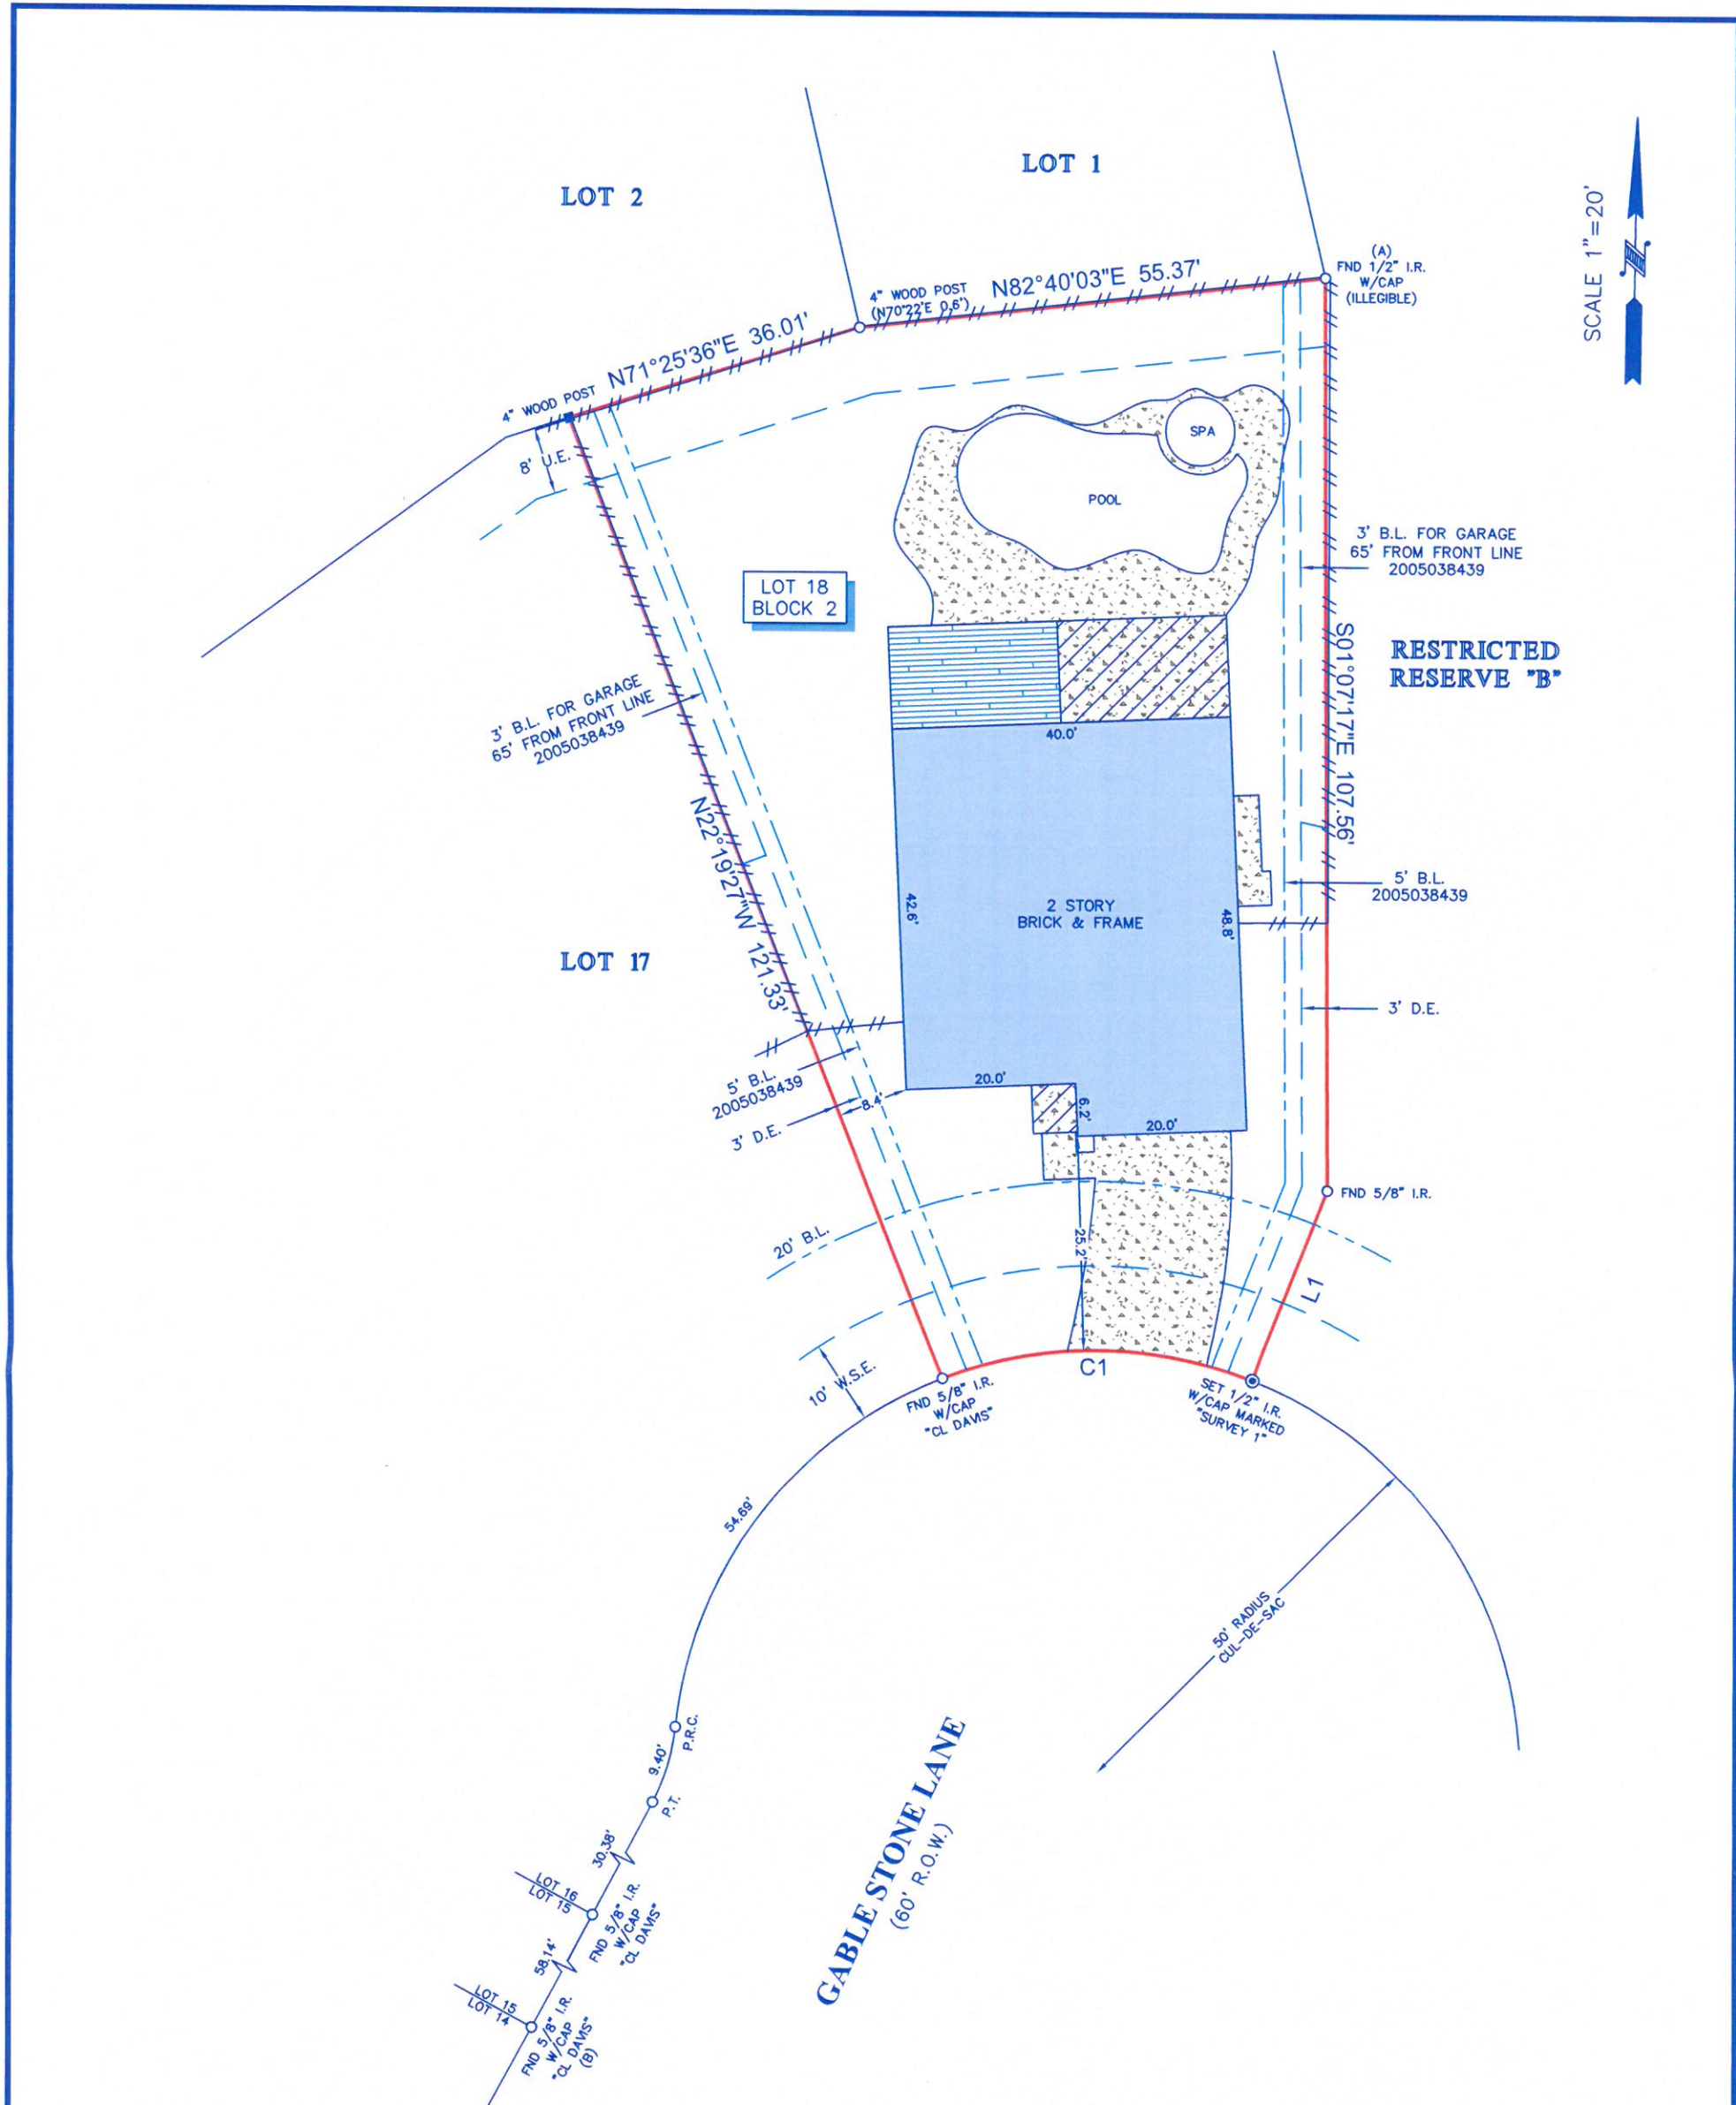 LOT 1
LOT 2
SCALE 1"=20'
(A)
FND 1/2" I.R.
W/CAP
(ILLEGIBLE)
N82°40'03"E 55.37'
4" WOOD POST
(N70°22'E 0.6')
N71°25'36"E 36.01'
4" WOOD POST
8' U.E.
SPA
POOL
3' B.L. FOR GARAGE
65' FROM FRONT LINE
2005038439
LOT 18
BLOCK 2
S01°07'17"E 107.56'
RESTRICTED
RESERVE "B"
3' B.L. FOR GARAGE
65' FROM FRONT LINE
2005038439
40.0'
N22°19'27"W 121.33'
42.6'
2 STORY
BRICK & FRAME
48.8'
5' B.L.
2005038439
LOT 17
3' D.E.
5' B.L.
2005038439
3' D.E.
8.4'
20.0'
6.2'
20.0'
FND 5/8" I.R.
20' B.L.
25.2'
L1
10' W.S.E.
C1
FND 5/8" I.R.
W/CAP
"CL DAVIS"
SET 1/2" I.R.
W/CAP MARKED
"SURVEY 1"
54.69'
50' RADIUS
CUL-DE-SAC
P.R.C.
9.40'
P.T.
GABLE STONE LANE
(60' R.O.W.)
30.38'
LOT 16
LOT 15
FND 5/8" I.R.
W/CAP
"CL DAVIS"
58.14'
LOT 15
LOT 14
FND 5/8" I.R.
W/CAP
"CL DAVIS"
(B)